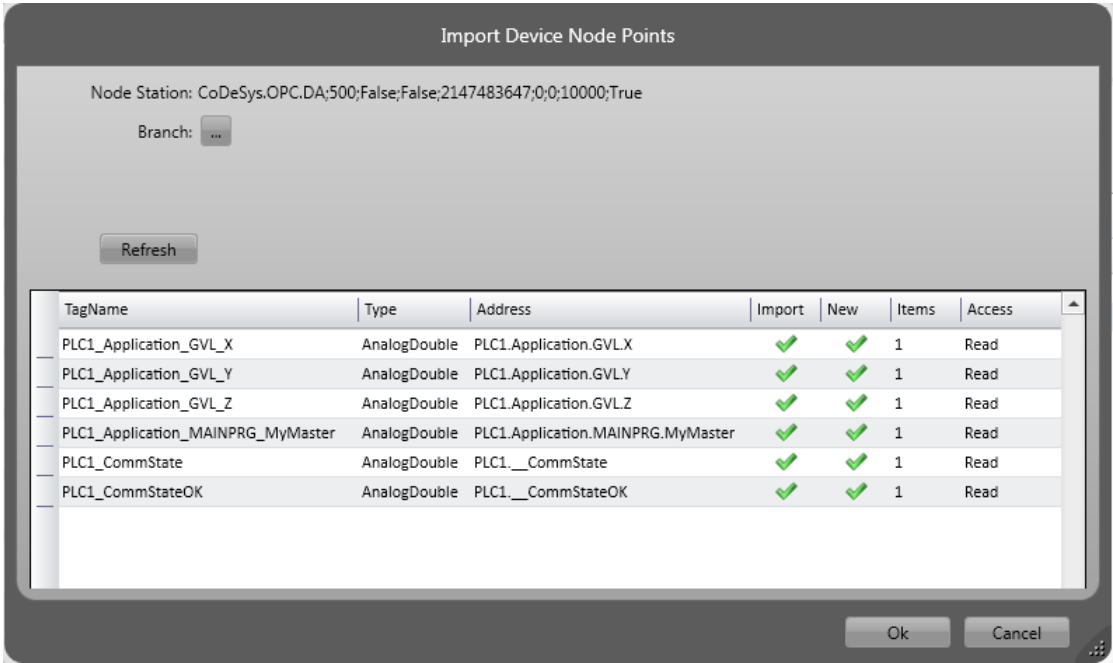 Import Device Node Points
Node Station: CoDeSys.OPC.DA;500;False;False;2147483647;0;0;10000;True
Branch: ...
Refresh
TagName Type Address Import New Items Access
PLC1_Application_GVL_X AnalogDouble PLC1.Application.GVL.X 1 Read
PLC1_Application_GVL_Y AnalogDouble PLC1.Application.GVL.Y 1 Read
PLC1_Application_GVL_Z AnalogDouble PLC1.Application.GVL.Z 1 Read
PLC1_Application_MAINPRG_MyMaster AnalogDouble PLC1.Application.MAINPRG.MyMaster 1 Read
PLC1_CommState AnalogDouble PLC1.__CommState 1 Read
PLC1_CommStateOK AnalogDouble PLC1.__CommStateOK 1 Read
Ok Cancel